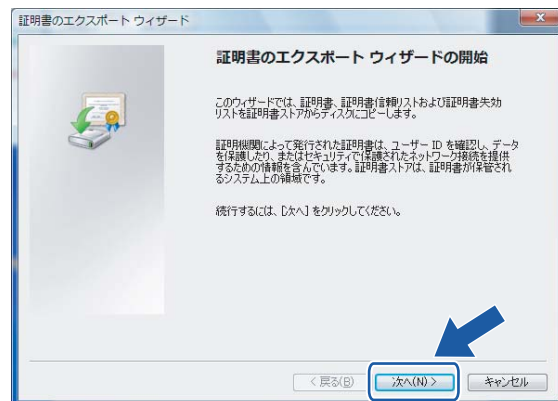 証明書のエクスポート ウィザード
証明書のエクスポート ウィザードの開始
このウィザードでは、証明書、証明書信頼リストおよび証明書失効
リストを証明書ストアからディスクにコピーします。
証明機関によって発行された証明書は、ユーザー ID を確認し、データ
を保護したり、またはセキュリティで保護されたネットワーク接続を提供
するための情報を含んでいます。証明書ストアは、証明書が保管され
るシステム上の領域です。
続行するには、[次へ] をクリックしてください。
< 戻る(B)
次へ(N) >
キャンセル